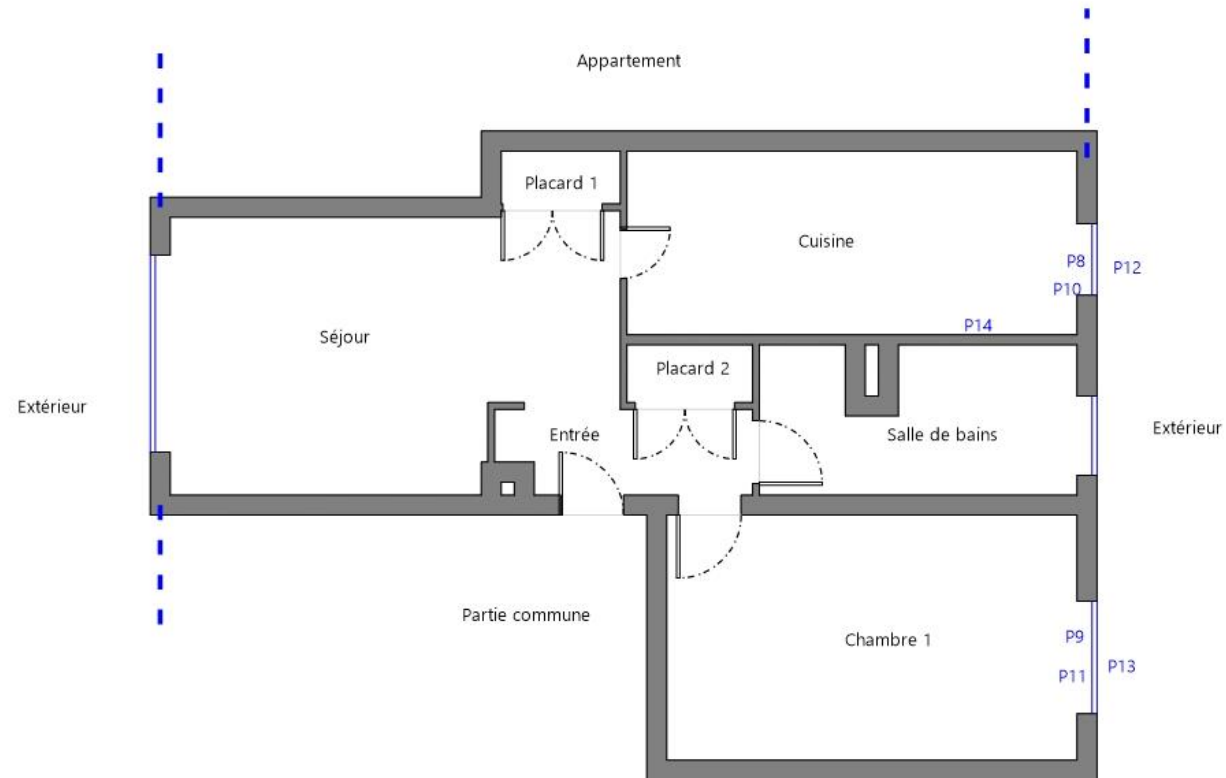 Appartement
Placard 1
Cuisine
P8
P12
P10
P14
Séjour
Placard 2
Extérieur
Entrée
Salle de bains
Extérieur
Partie commune
Chambre 1
P9
P11
P13